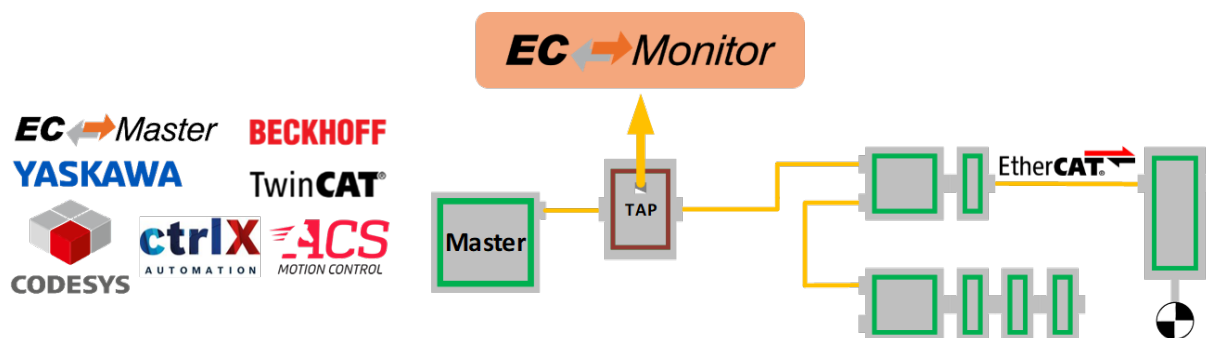 EC Monitor
EC Master
BECKHOFF
YASKAWA
TwinCAT®
CODESYS
ctrlX
AUTOMATION
ACS
MOTION CONTROL
Master
TAP
EtherCAT®